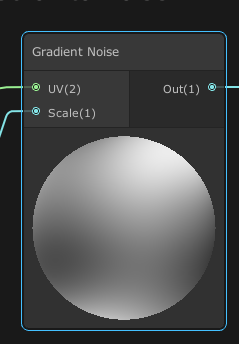 Gradient Noise
UV(2)
Out(1)
Scale(1)